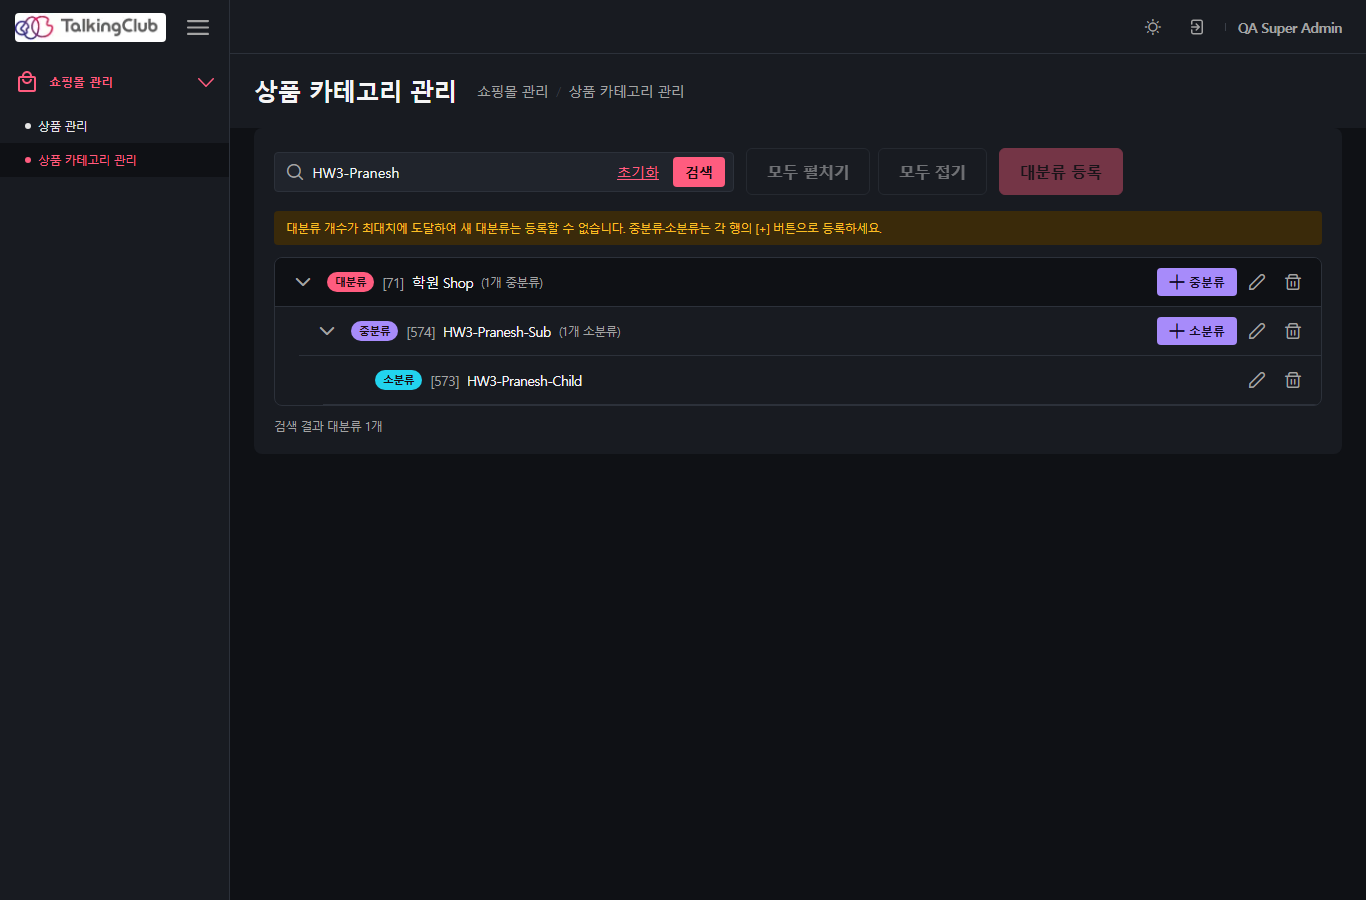 TalkingClub
QA Super Admin
쇼핑몰 관리
상품 관리
상품 카테고리 관리
상품 카테고리 관리
쇼핑몰 관리 / 상품 카테고리 관리
HW3-Pranesh 초기화 검색 모두 펼치기 모두 접기 대분류 등록
대분류 개수가 최대치에 도달하여 새 대분류는 등록할 수 없습니다. 중분류·소분류는 각 행의 [+] 버튼으로 등록하세요.
대분류 [71] 학원 Shop (1개 중분류) + 중분류
중분류 [574] HW3-Pranesh-Sub (1개 소분류) + 소분류
소분류 [573] HW3-Pranesh-Child
검색 결과 대분류 1개